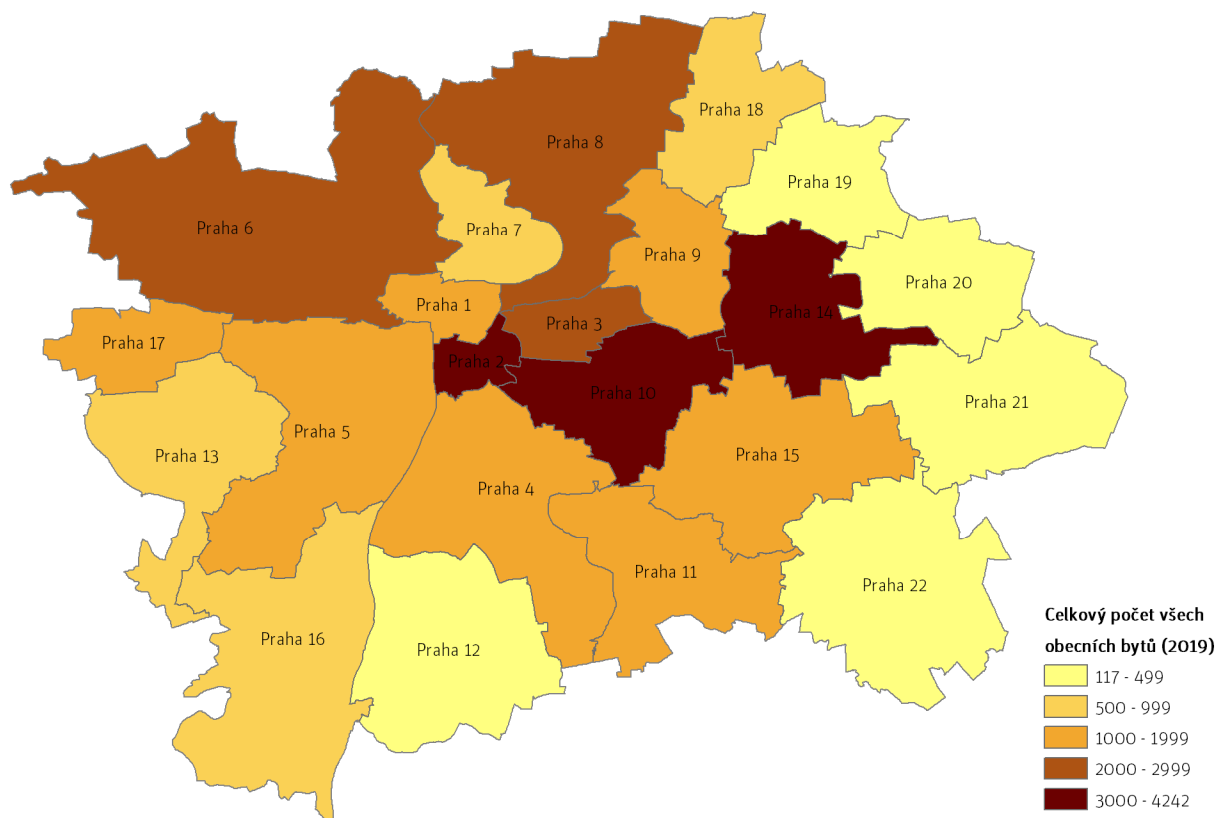 Praha 18
Praha 8
Praha 19
Praha 6
Praha 7
Praha 9
Praha 20
Praha 1
Praha 14
Praha 3
Praha 17
Praha 2
Praha 10
Praha 21
Praha 5
Praha 13
Praha 15
Praha 4
Praha 11
Praha 22
Praha 16
Praha 12
Celkový počet všech
obecních bytů (2019)
117 - 499
500 - 999
1000 - 1999
2000 - 2999
3000 - 4242